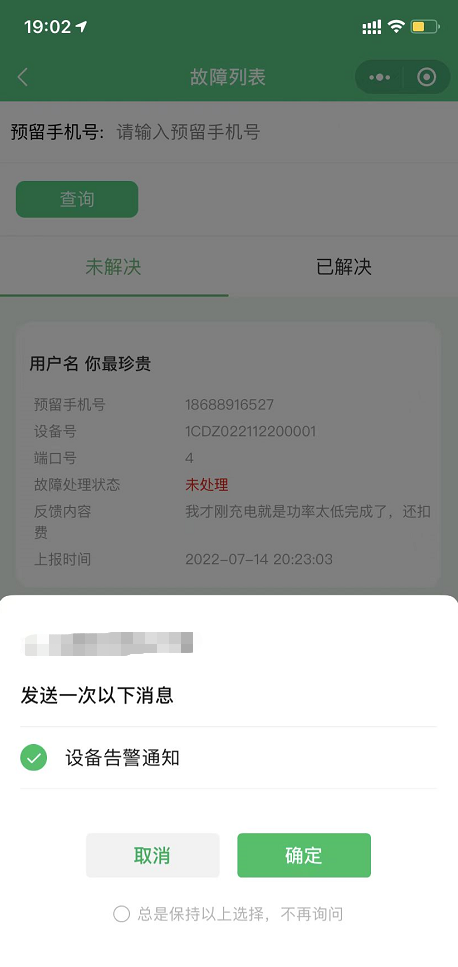 19:02
故障列表
预留手机号: 请输入预留手机号
查询
未解决 已解决
用户名 你最珍贵
预留手机号 18688916527
设备号 1CDZ022112200001
端口号 4
故障处理状态 未处理
反馈内容 我才刚充电就是功率太低完成了，还扣
费
上报时间 2022-07-14 20:23:03
发送一次以下消息
设备告警通知
取消 确定
总是保持以上选择，不再询问